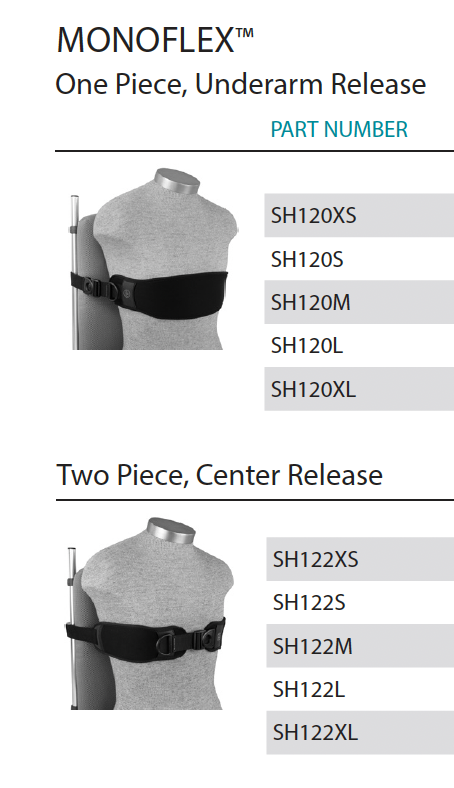 MONOFLEX™
One Piece, Underarm Release
PART NUMBER
SH120XS
SH120S
SH120M
SH120L
SH120XL
Two Piece, Center Release
SH122XS
SH122S
SH122M
SH122L
SH122XL